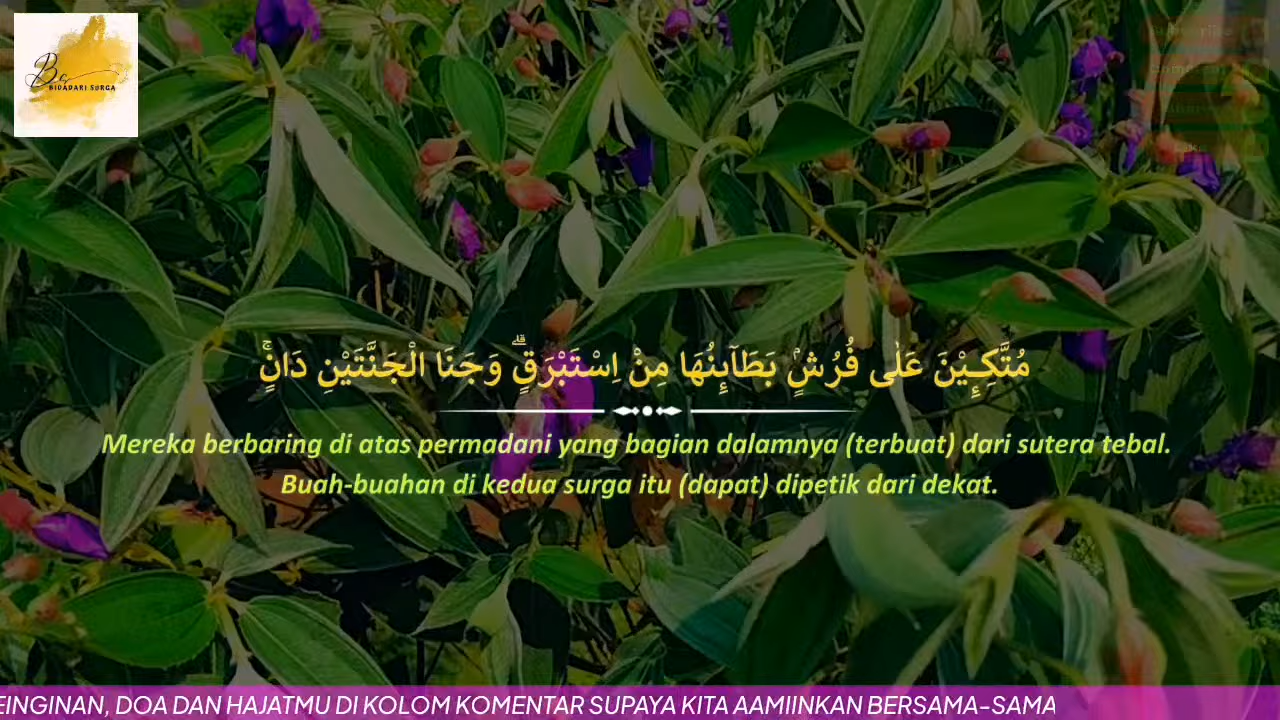 Bs
BIDADARI SURGA
مُتَّكِـِٕيْنَ عَلٰى فُرُشٍۢ بَطَاۤىِٕنُهَا مِنْ اِسْتَبْرَقٍۗ وَجَنَا الْجَنَّتَيْنِ دَانٍۚ
Mereka berbaring di atas permadani yang bagian dalamnya (terbuat) dari sutera tebal.
Buah-buahan di kedua surga itu (dapat) dipetik dari dekat.
EINGINAN, DOA DAN HAJATMU DI KOLOM KOMENTAR SUPAYA KITA AAMIINKAN BERSAMA-SAMA